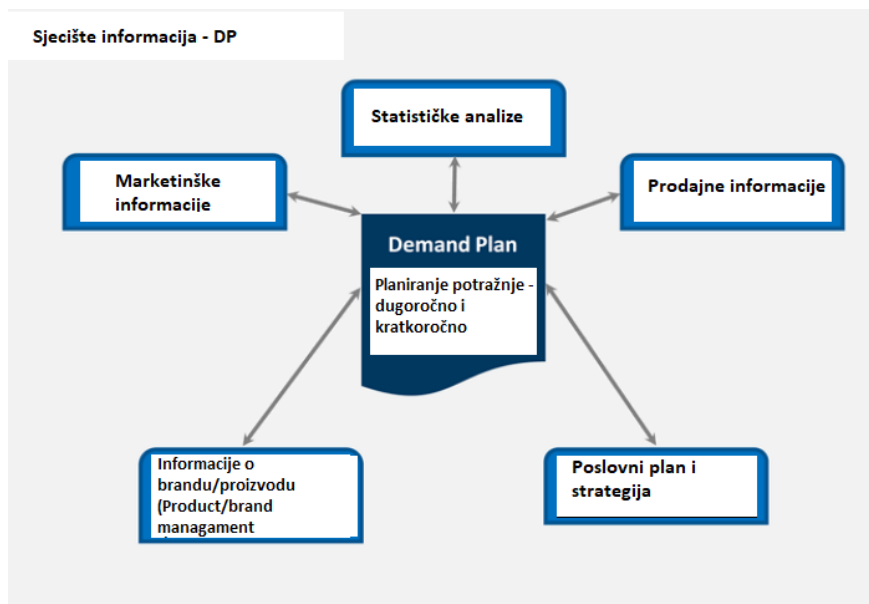 Sjecište informacija - DP
Statističke analize
Marketinške
informacije
Prodajne informacije
Demand Plan
Planiranje potražnje -
dugoročno i
kratkoročno
Informacije o
brandu/proizvodu
(Product/brand
managament
Poslovni plan i
strategija